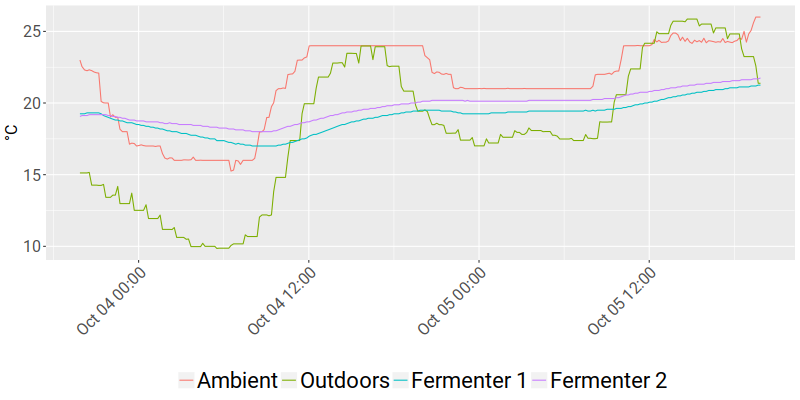 25
20
15
10
°C
Oct 04 00:00
Oct 04 12:00
Oct 05 00:00
Oct 05 12:00
Ambient Outdoors Fermenter 1 Fermenter 2